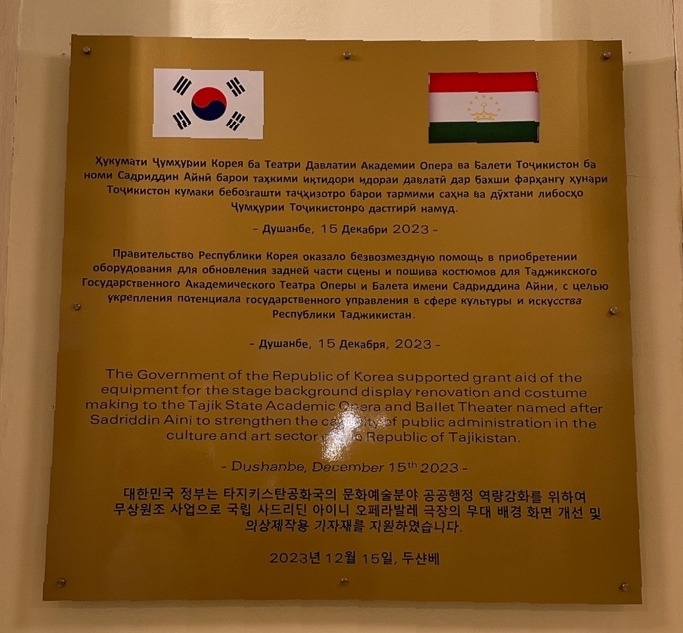 Ҳукумати Ҷумҳурии Корея ба Театри Давлатии Академии Опера ва Балети Тоҷикистон ба
номи Садриддин Айнӣ барои таҳкими иқтидори идораи давлатӣ дар бахши фарҳангу ҳунари
Тоҷикистон кумаки бебозгашти таҷҳизотро барои тармими саҳна ва дӯхтани либосҳо
Ҷумҳурии Тоҷикистонро дастгирӣ намуд.
- Душанбе, 15 Декабри 2023 -
Правительство Республики Корея оказало безвозмездную помощь в приобретении
оборудования для обновления задней части сцены и пошива костюмов для Таджикского
Государственного Академического Театра Оперы и Балета имени Садриддина Айни, с целью
укрепления потенциала государственного управления в сфере культуры и искусства
Республики Таджикистан.
- Душанбе, 15 Декабря, 2023 -
The Government of the Republic of Korea supported grant aid of the
equipment for the stage background display renovation and costume
making to the Tajik State Academic Opera and Ballet Theater named after
Sadriddin Aini to strengthen the of public administration in the
culture and art sector Republic of Tajikistan.
- Dushanbe, December 15th 2023 -
대한민국 정부는 타지키스탄공화국의 문화예술분야 공공행정 역량강화를 위하여
무상원조 사업으로 국립 사드리딘 아이니 오페라발레 극장의 무대 배경 화면 개선 및
의상제작용 기자재를 지원하였습니다.
2023년 12월 15일, 두샨베